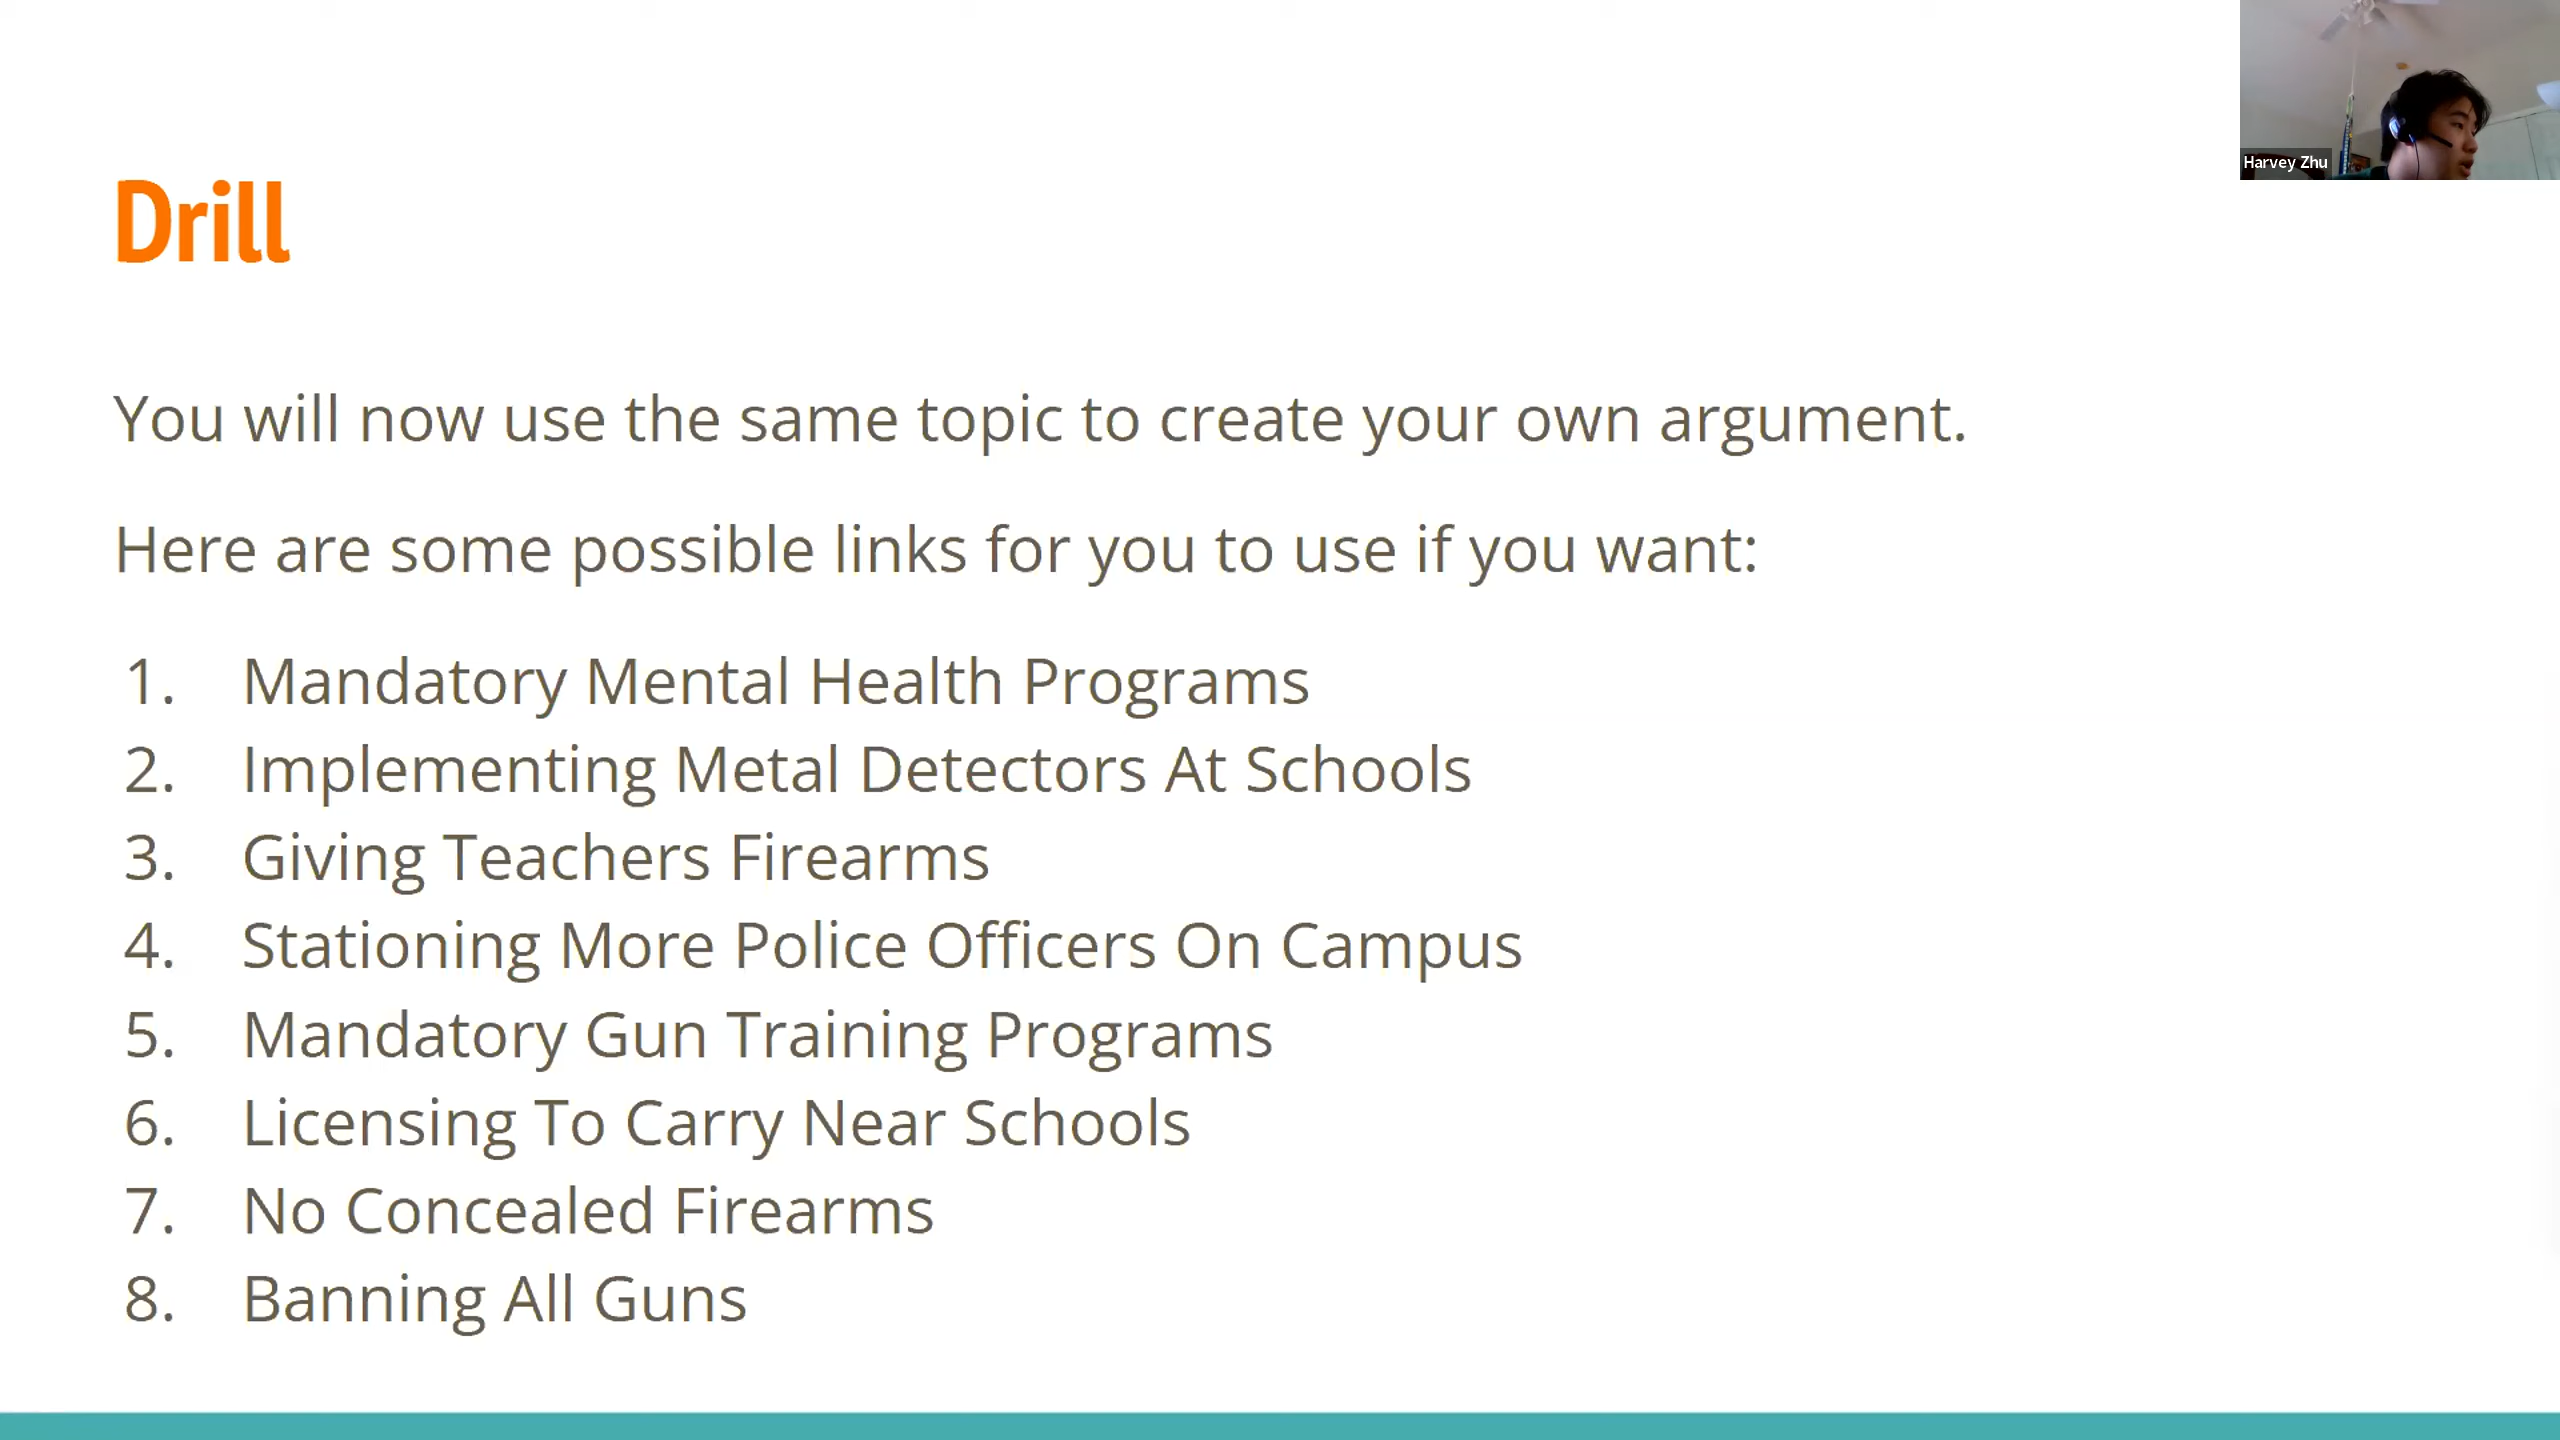 Harvey Zhu
Drill
You will now use the same topic to create your own argument.
Here are some possible links for you to use if you want:
1. Mandatory Mental Health Programs
2. Implementing Metal Detectors At Schools
3. Giving Teachers Firearms
4. Stationing More Police Officers On Campus
5. Mandatory Gun Training Programs
6. Licensing To Carry Near Schools
7. No Concealed Firearms
8. Banning All Guns